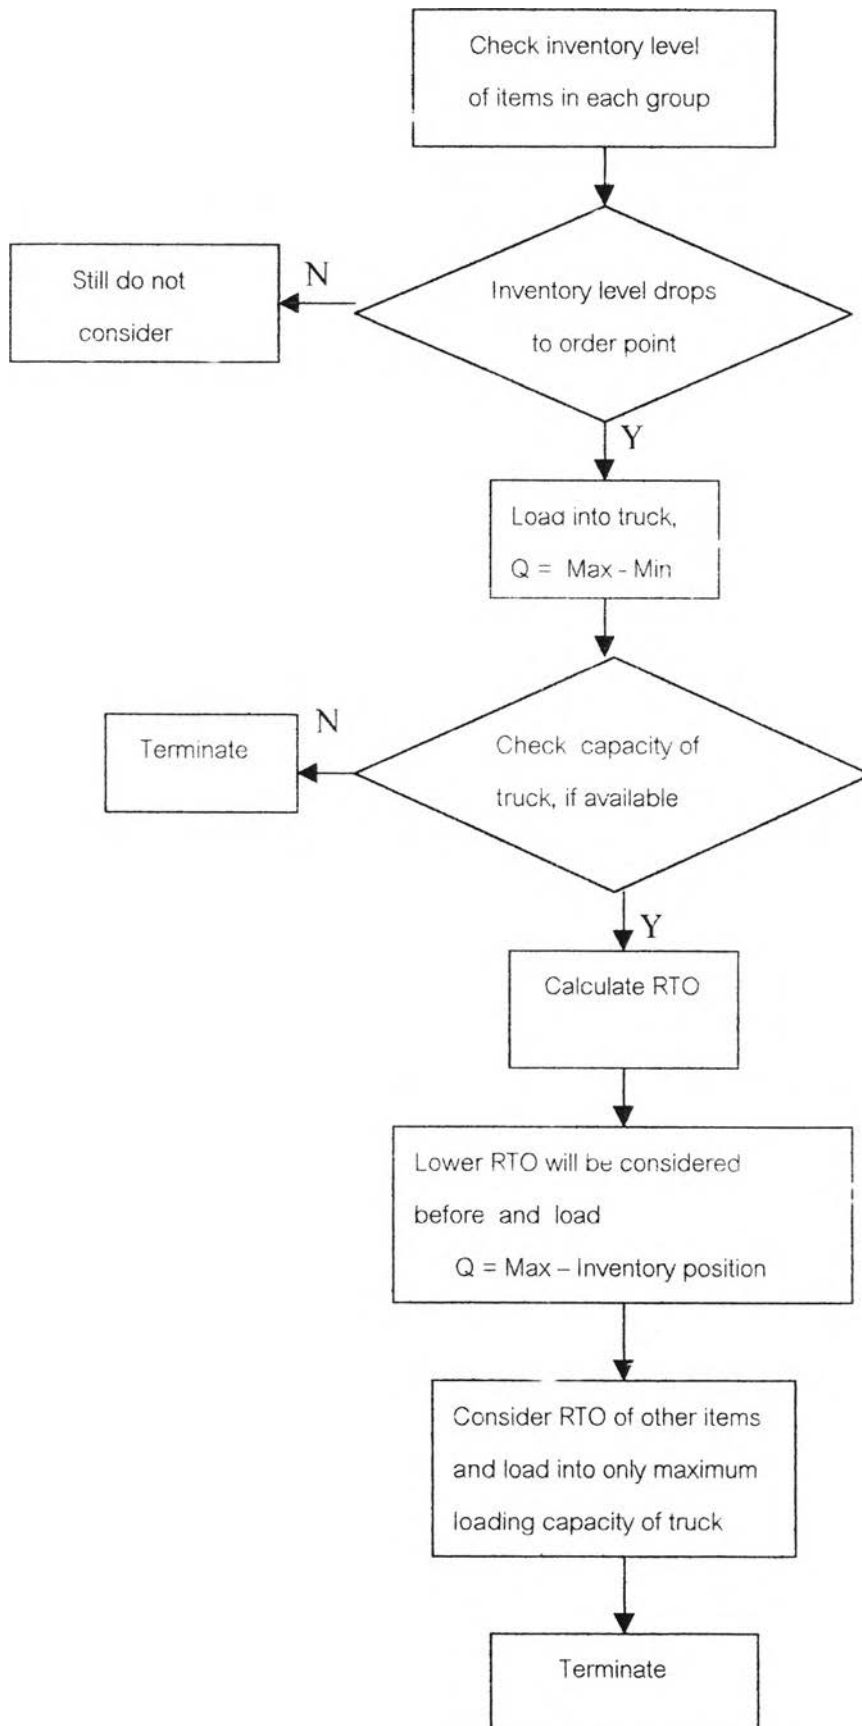 Check inventory level
of items in each group
Still do not
consider
N
Inventory level drops
to order point
Y
Load into truck,
Q = Max - Min
Terminate
N
Check capacity of
truck, if available
Y
Calculate RTO
Lower RTO will be considered
before and load
Q = Max – Inventory position
Consider RTO of other items
and load into only maximum
loading capacity of truck
Terminate